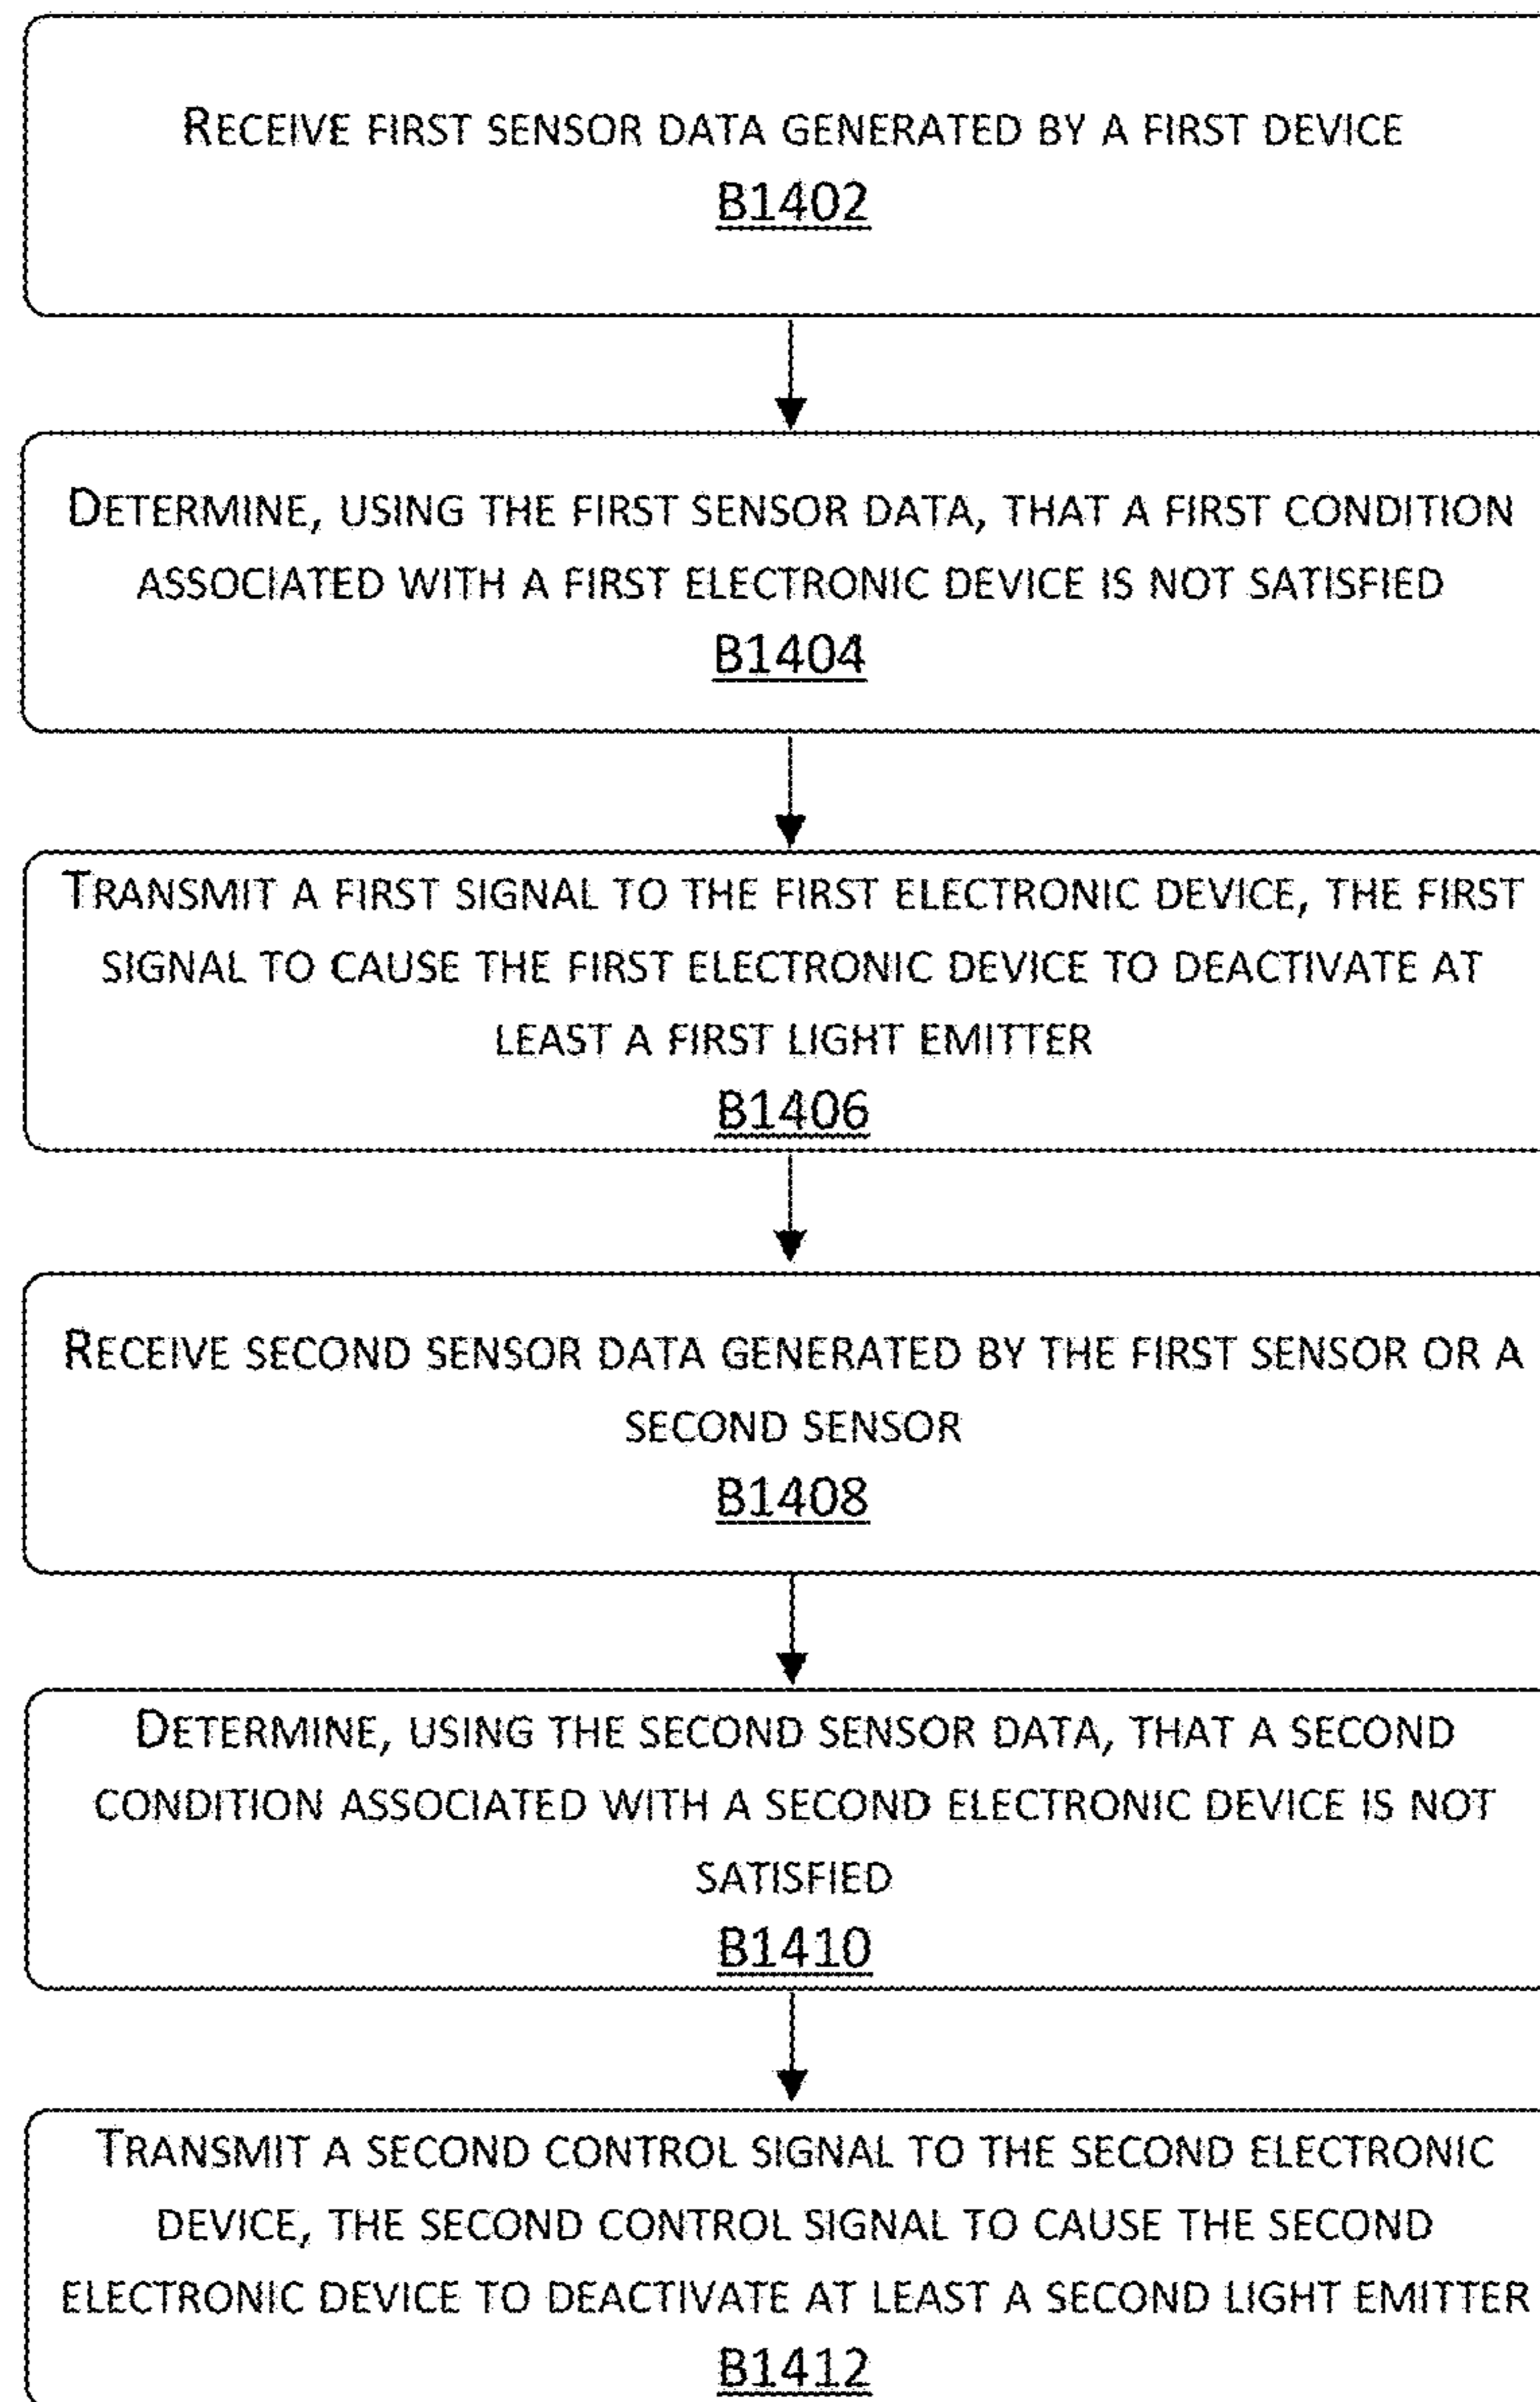 RECEIVE FIRST SENSOR DATA GENERATED BY A FIRST DEVICE
B1402
DETERMINE, USING THE FIRST SENSOR DATA, THAT A FIRST CONDITION
ASSOCIATED WITH A FIRST ELECTRONIC DEVICE IS NOT SATISFIED
B1404
TRANSMIT A FIRST SIGNAL TO THE FIRST ELECTRONIC DEVICE, THE FIRST
SIGNAL TO CAUSE THE FIRST ELECTRONIC DEVICE TO DEACTIVATE AT
LEAST A FIRST LIGHT EMITTER
B1406
RECEIVE SECOND SENSOR DATA GENERATED BY THE FIRST SENSOR OR A
SECOND SENSOR
B1408
DETERMINE, USING THE SECOND SENSOR DATA, THAT A SECOND
CONDITION ASSOCIATED WITH A SECOND ELECTRONIC DEVICE IS NOT
SATISFIED
B1410
TRANSMIT A SECOND CONTROL SIGNAL TO THE SECOND ELECTRONIC
DEVICE, THE SECOND CONTROL SIGNAL TO CAUSE THE SECOND
ELECTRONIC DEVICE TO DEACTIVATE AT LEAST A SECOND LIGHT EMITTER
B1412